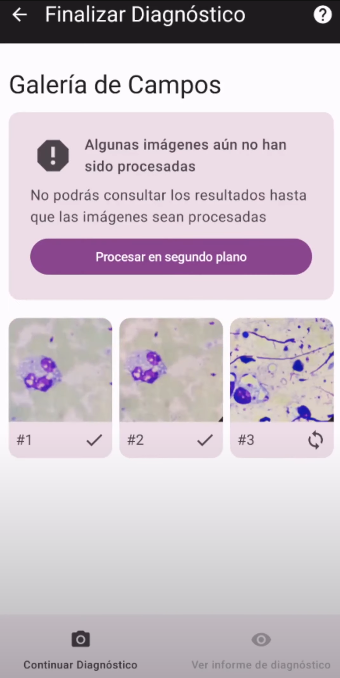 Finalizar Diagnóstico
Galería de Campos
Algunas imágenes aún no han
sido procesadas
No podrás consultar los resultados hasta
que las imágenes sean procesadas
Procesar en segundo plano
#1
#2
#3
Continuar Diagnóstico
Ver informe de diagnóstico